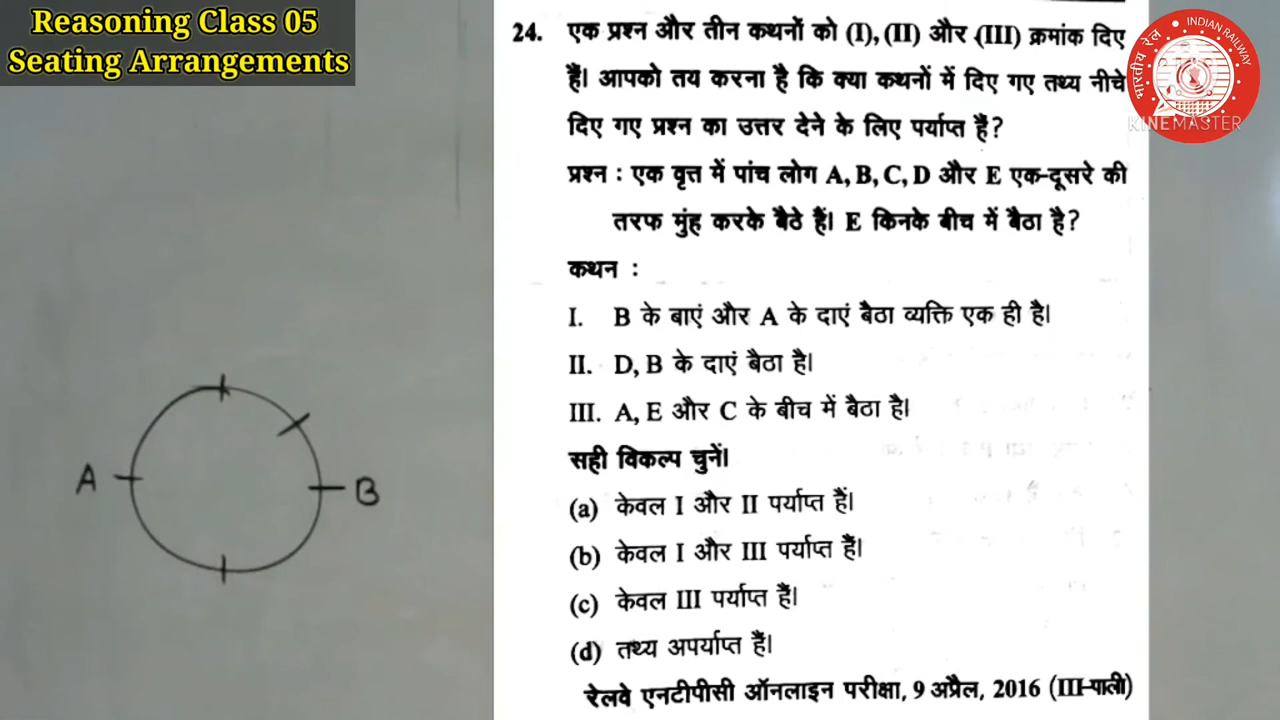 Reasoning Class 05
Seating Arrangements
24. एक प्रश्न और तीन कथनों को (I), (II) और (III) क्रमांक दिए
हैं। आपको तय करना है कि क्या कथनों में दिए गए तथ्य नीचे
दिए गए प्रश्न का उत्तर देने के लिए पर्याप्त हैं?
प्रश्न : एक वृत्त में पांच लोग A, B, C, D और E एक-दूसरे की
तरफ मुंह करके बैठे हैं। E किनके बीच में बैठा है?
कथन :
I. B के बाएं और A के दाएं बैठा व्यक्ति एक ही है।
II. D, B के दाएं बैठा है।
III. A, E और C के बीच में बैठा है।
सही विकल्प चुनें।
(a) केवल I और II पर्याप्त हैं।
(b) केवल I और III पर्याप्त हैं।
(c) केवल III पर्याप्त हैं।
(d) तथ्य अपर्याप्त हैं।
रेलवे एनटीपीसी ऑनलाइन परीक्षा, 9 अप्रैल, 2016 (III-पाली)
A
B
भारतीय रेल
INDIAN RAILWAY
KINEMASTER